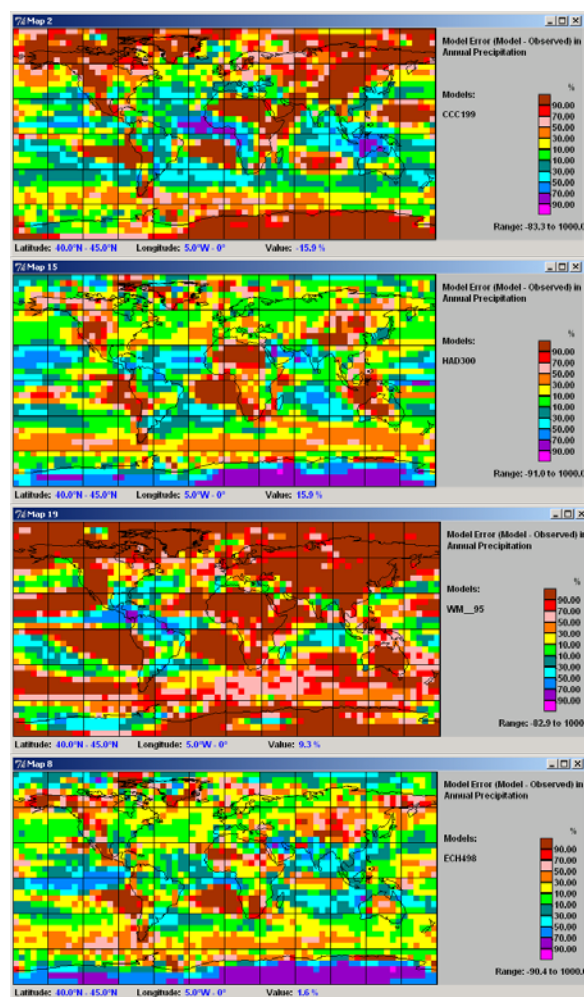 Map 2
Model Error (Model - Observed) in
Annual Precipitation
%
Models:
CCC199
90.00
70.00
50.00
30.00
10.00
10.00
30.00
50.00
70.00
90.00
Range: -83.3 to 1000.0
Latitude: 40.0°N - 45.0°N Longitude: 5.0°W - 0° Value: -15.9 %
Map 15
Model Error (Model - Observed) in
Annual Precipitation
%
Models:
HAD300
90.00
70.00
50.00
30.00
10.00
10.00
30.00
50.00
70.00
90.00
Range: -91.0 to 1000.0
Latitude: 40.0°N - 45.0°N Longitude: 5.0°W - 0° Value: 15.9 %
Map 19
Model Error (Model - Observed) in
Annual Precipitation
%
Models:
WM__95
90.00
70.00
50.00
30.00
10.00
10.00
30.00
50.00
70.00
90.00
Range: -82.9 to 1000
Latitude: 40.0°N - 45.0°N Longitude: 5.0°W - 0° Value: 9.3 %
Map 8
Model Error (Model - Observed) in
Annual Precipitation
%
Models:
ECH498
90.00
70.00
50.00
30.00
10.00
10.00
30.00
50.00
70.00
90.00
Range: -90.4 to 1000.0
Latitude: 40.0°N - 45.0°N Longitude: 5.0°W - 0° Value: 1.6 %